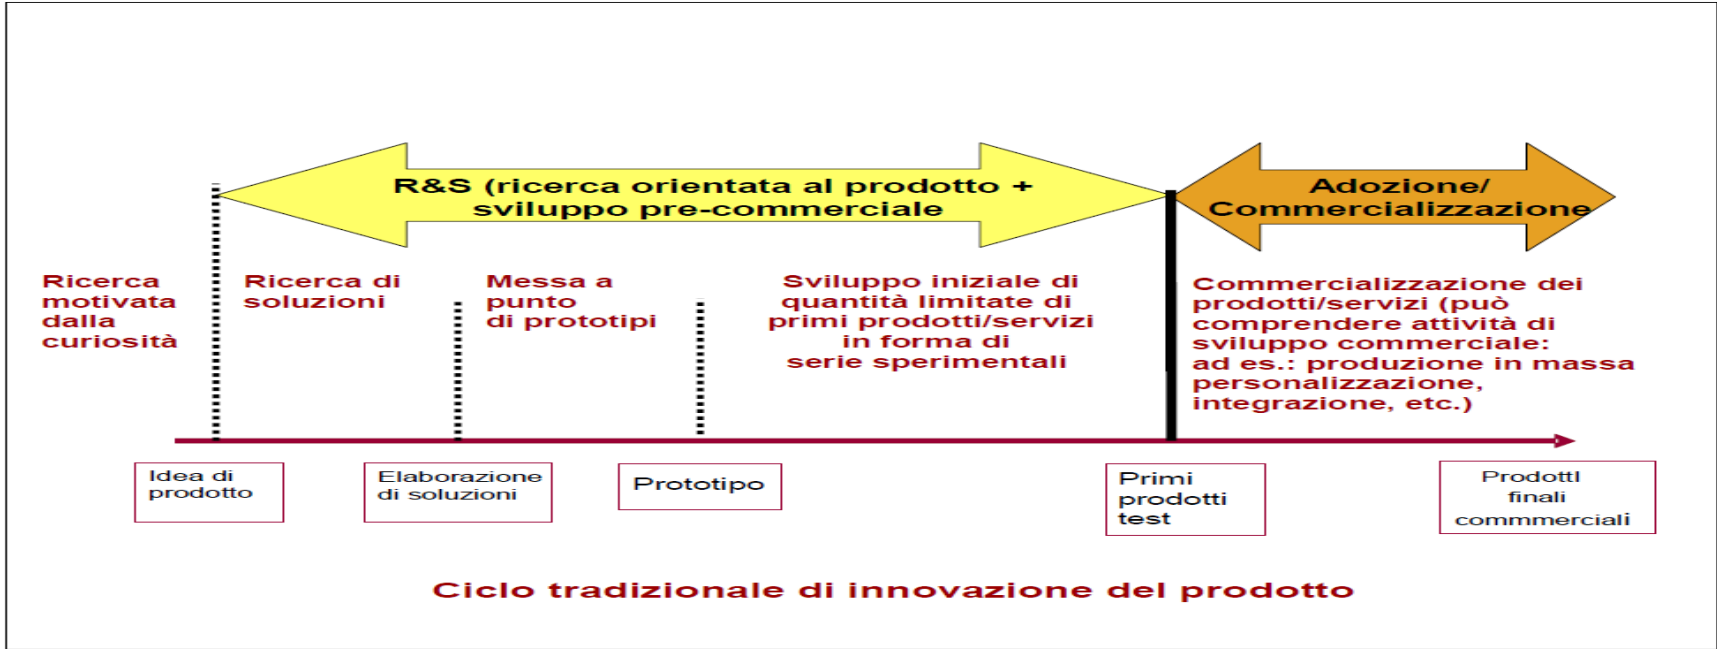 R&S (ricerca orientata al prodotto +
sviluppo pre-commerciale
Adozione/
Commercializzazione
Ricerca
motivata
dalla
curiosità
Ricerca di
soluzioni
Messa a
punto
di prototipi
Sviluppo iniziale di
quantità limitate di
primi prodotti/servizi
in forma di
serie sperimentali
Commercializzazione dei
prodotti/servizi (può
comprendere attività di
sviluppo commerciale:
ad es.: produzione in massa
personalizzazione,
integrazione, etc.)
Idea di
prodotto
Elaborazione
di soluzioni
Prototipo
Primi
prodotti
test
ProdottI
finali
commmerciali
Ciclo tradizionale di innovazione del prodotto